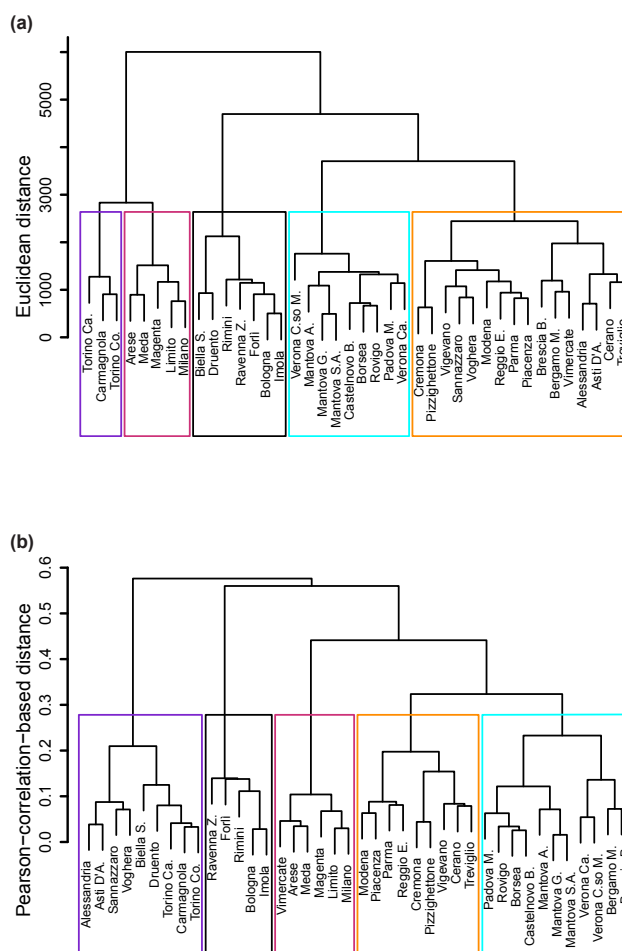 (a)
Euclidean distance
0
1000
3000
5000
Torino Ca.
Carmagnola
Torino Co.
Arese
Meda
Magenta
Limito
Milano
Biella S.
Druento
Rimini
Ravenna Z.
Forlì
Bologna
Imola
Verona C.so M.
Mantova A.
Mantova G.
Mantova S.A.
Castelnovo B.
Borsea
Rovigo
Padova M.
Verona Ca.
Cremona
Pizzighettone
Vigevano
Sannazzaro
Voghera
Modena
Reggio E.
Parma
Piacenza
Brescia B.
Bergamo M.
Vimercate
Alessandria
Asti D'A.
Cerano
Treviglio
(b)
Pearson−correlation−based distance
0.0
0.1
0.2
0.3
0.4
0.5
0.6
Alessandria
Asti D'A.
Sannazzaro
Voghera
Biella S.
Druento
Torino Ca.
Carmagnola
Torino Co.
Ravenna Z.
Forlì
Rimini
Bologna
Imola
Vimercate
Arese
Meda
Magenta
Limito
Milano
Modena
Piacenza
Parma
Reggio E.
Cremona
Pizzighettone
Vigevano
Cerano
Treviglio
Padova M.
Rovigo
Borsea
Castelnovo B.
Mantova A.
Mantova G.
Mantova S.A.
Verona Ca.
Verona C.so M.
Bergamo M.